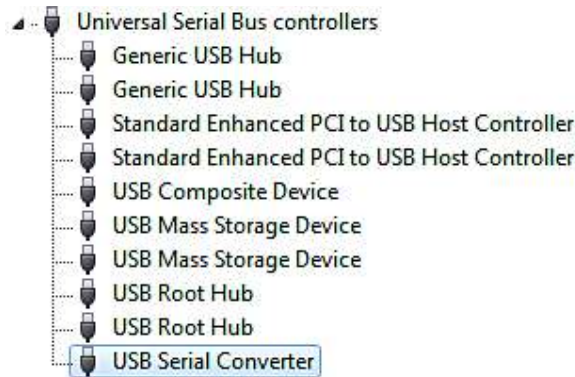 Universal Serial Bus controllers
Generic USB Hub
Generic USB Hub
Standard Enhanced PCI to USB Host Controller
Standard Enhanced PCI to USB Host Controller
USB Composite Device
USB Mass Storage Device
USB Mass Storage Device
USB Root Hub
USB Root Hub
USB Serial Converter